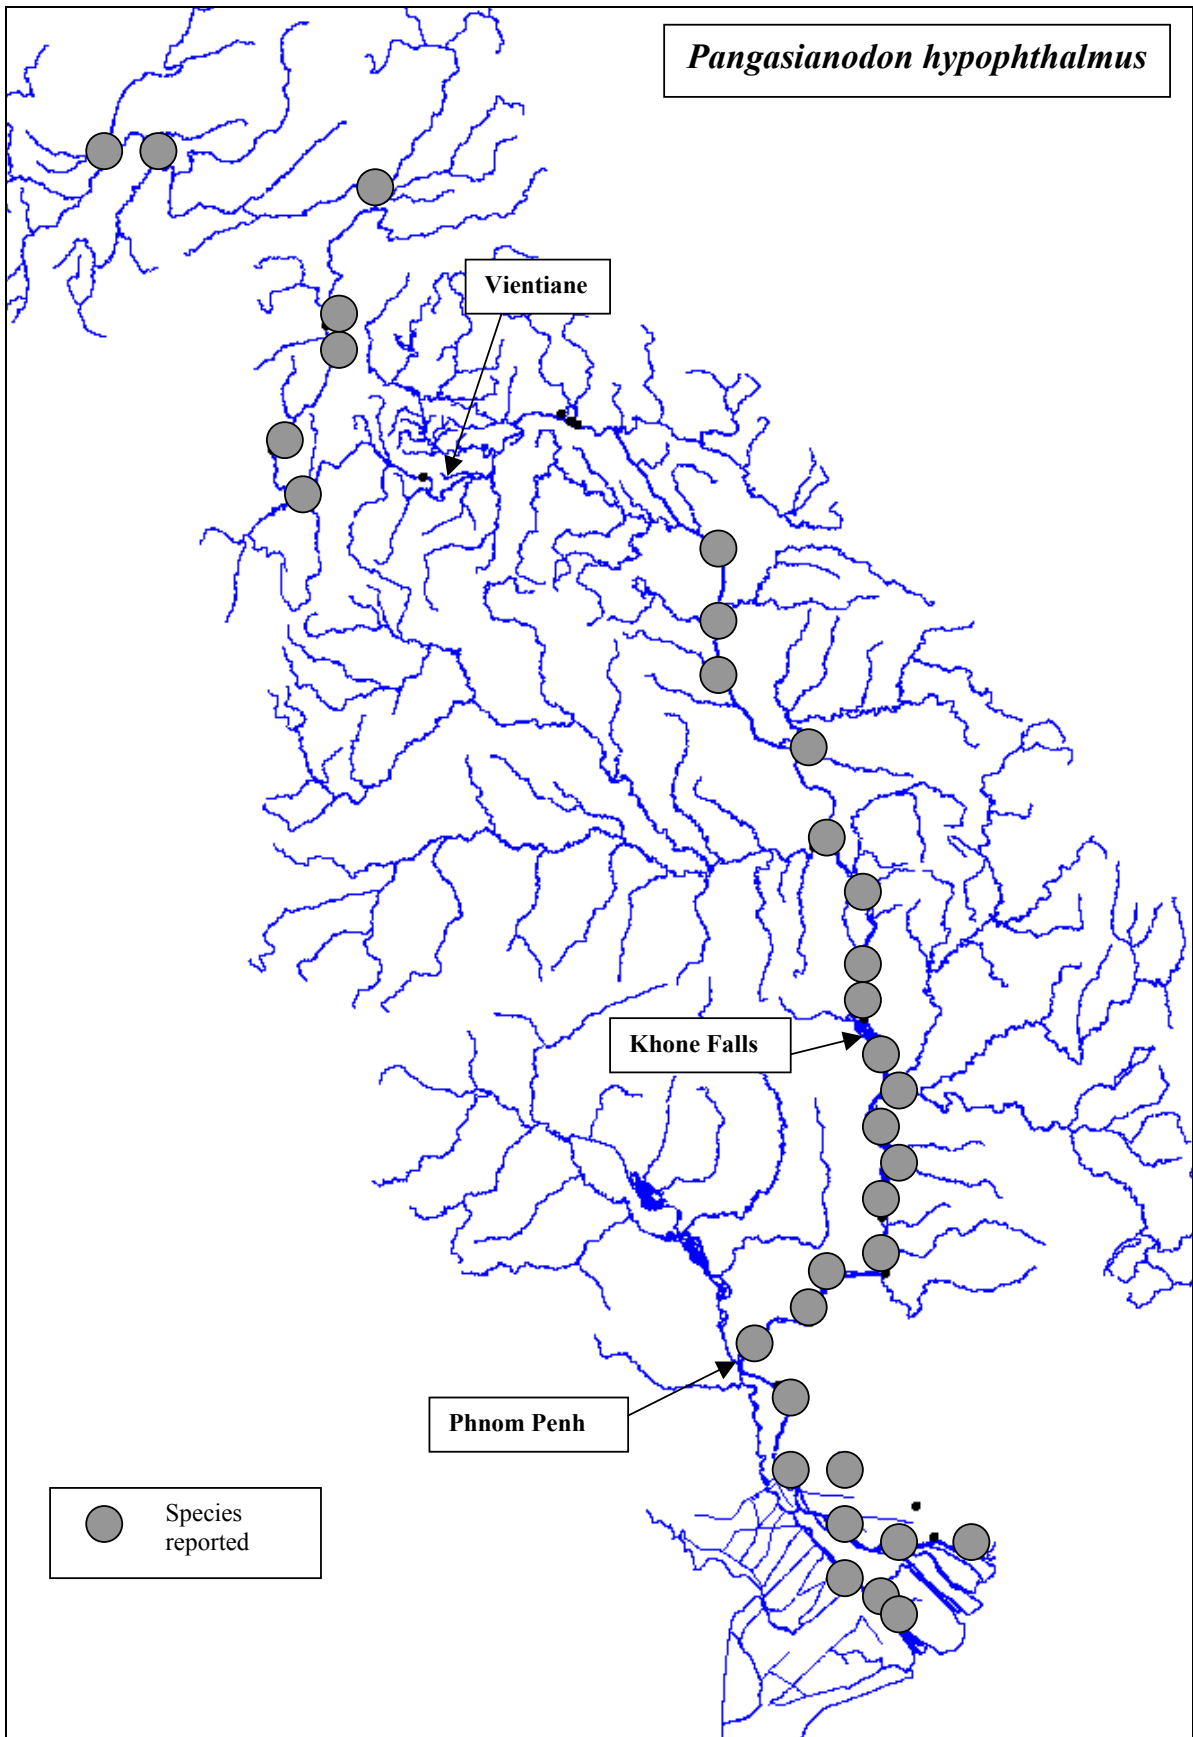 Pangasianodon hypophthalmus
Vientiane
Khone Falls
Phnom Penh
Species
reported